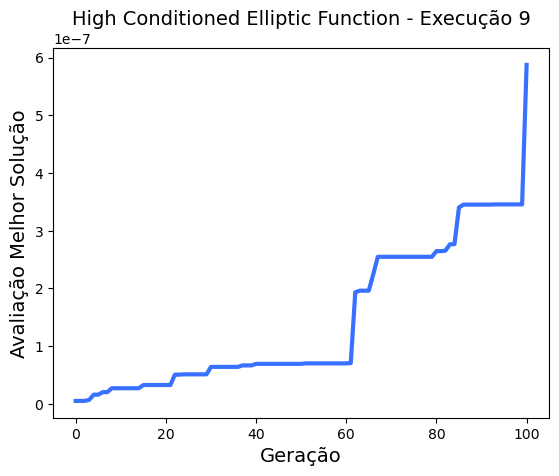 High Conditioned Elliptic Function - Execução 9
1e−7
Avaliação Melhor Solução
6
5
4
3
2
1
0
0 20 40 60 80 100
Geração